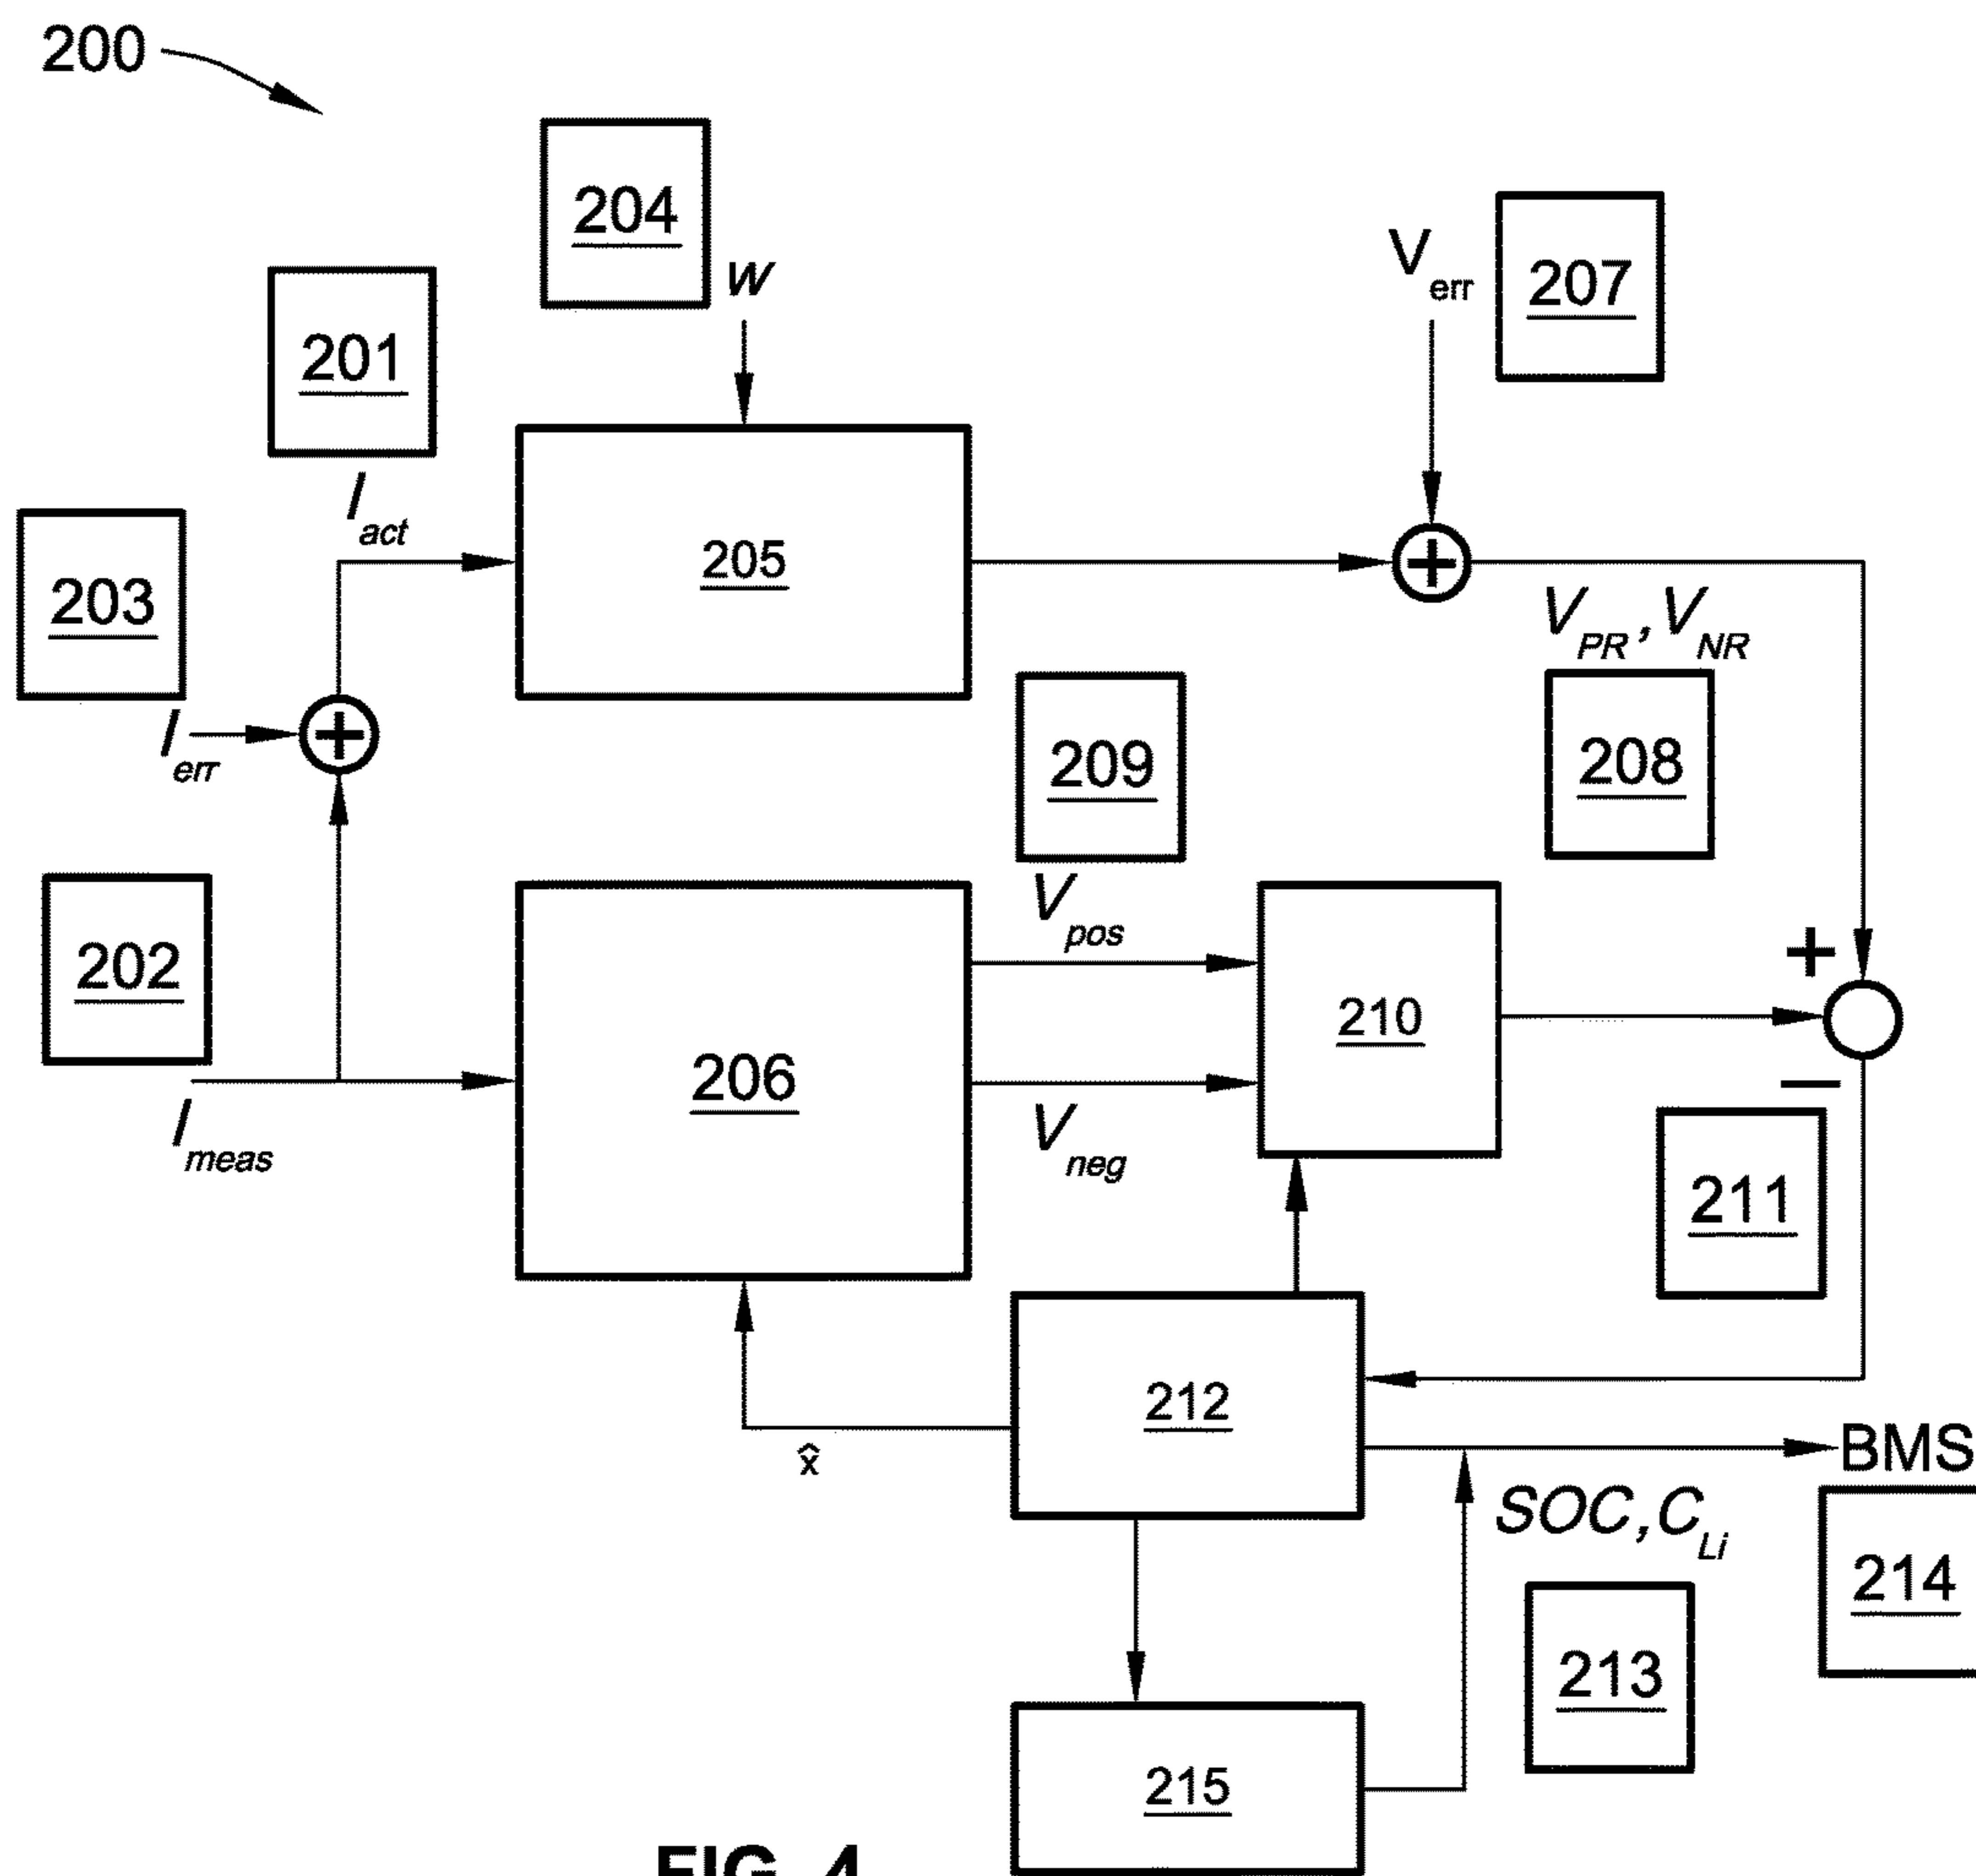 200
204
w
207
V err
201
I act
203
205
+
V PR , V NR
I err
+
209
208
202
V pos
+
206
210
I meas
V neg
−
211
212
x̂
BMS
SOC, C Li
214
213
215
FIG. 4